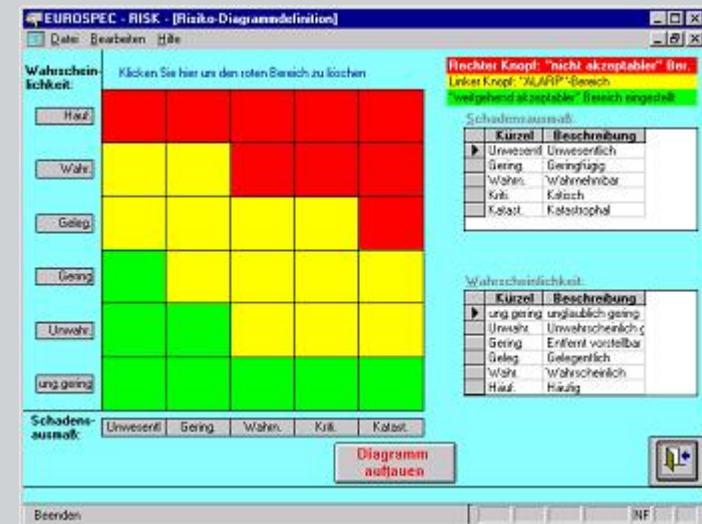 EUROSPEC - RISK - [Risiko-Diagrammdefinition]
Datei Bearbeiten Hilfe
Wahrschein-
lichkeit:
Klicken Sie hier um den roten Bereich zu löschen
Rechter Knopf: "nicht akzeptabler" Ber.
Linker Knopf: "ALARP"-Bereich
"weitgehend akzeptabler" Bereich eingestellt
Häuf.
Wahr.
Geleg.
Gering
Unwahr.
ung.gering
Schadensausmaß:
Kürzel Beschreibung
Unwesentl Unwesentlich
Gering. Geringfügig
Wahrn. Wahrnehmbar
Kriti. Kritisch
Katast. Katastrophal
Wahrscheinlichkeit:
Kürzel Beschreibung
ung.gering unglaublich gering
Unwahr. Unwahrscheinlich g
Gering Entfernt vorstellbar
Geleg. Gelegentlich
Wahr. Wahrscheinlich
Häuf. Häufig
Schadens-
ausmaß:
Unwesentl Gering. Wahrn. Kriti. Katast.
Diagramm
auftauen
Beenden
NF